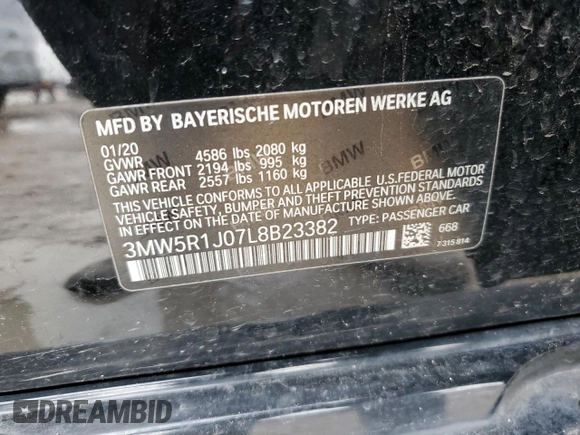 MFD BY BAYERISCHE MOTOREN WERKE AG
01/20
GVWR 4586 lbs 2080 kg
GAWR FRONT 2194 lbs 995 kg
GAWR REAR 2557 lbs 1160 kg
THIS VEHICLE CONFORMS TO ALL APPLICABLE U.S.FEDERAL MOTOR
VEHICLE SAFETY, BUMPER, AND THEFT PREVENTION STANDARDS
IN EFFECT ON THE DATE OF MANUFACTURE SHOWN ABOVE.
3MW5R1J07L8B23382 TYPE: PASSENGER CAR
668
7 315 814
BMW
BMW
BMW
DREAMBID